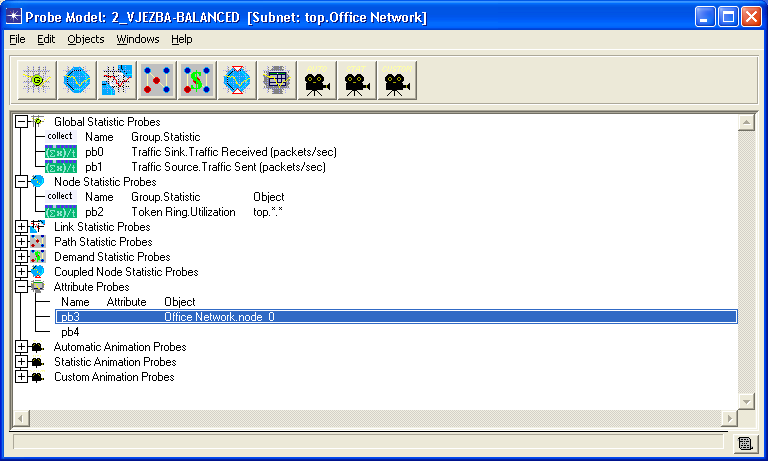 Probe Model: 2_VJEZBA-BALANCED [Subnet: top.Office Network]
File Edit Objects Windows Help
Global Statistic Probes
collect Name Group.Statistic
pb0 Traffic Sink.Traffic Received (packets/sec)
pb1 Traffic Source.Traffic Sent (packets/sec)
Node Statistic Probes
collect Name Group.Statistic Object
pb2 Token Ring.Utilization top.*.*
Link Statistic Probes
Path Statistic Probes
Demand Statistic Probes
Coupled Node Statistic Probes
Attribute Probes
Name Attribute Object
pb3 Office Network.node_0
pb4
Automatic Animation Probes
Statistic Animation Probes
Custom Animation Probes